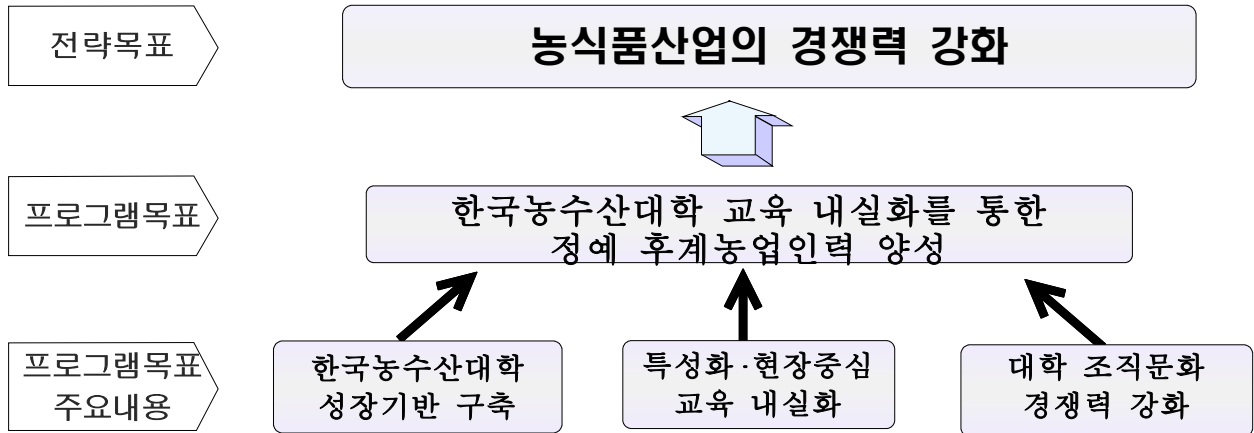 전략목표
농식품산업의 경쟁력 강화
프로그램목표
한국농수산대학 교육 내실화를 통한
정예 후계농업인력 양성
프로그램목표
주요내용
한국농수산대학
성장기반 구축
특성화·현장중심
교육 내실화
대학 조직문화
경쟁력 강화